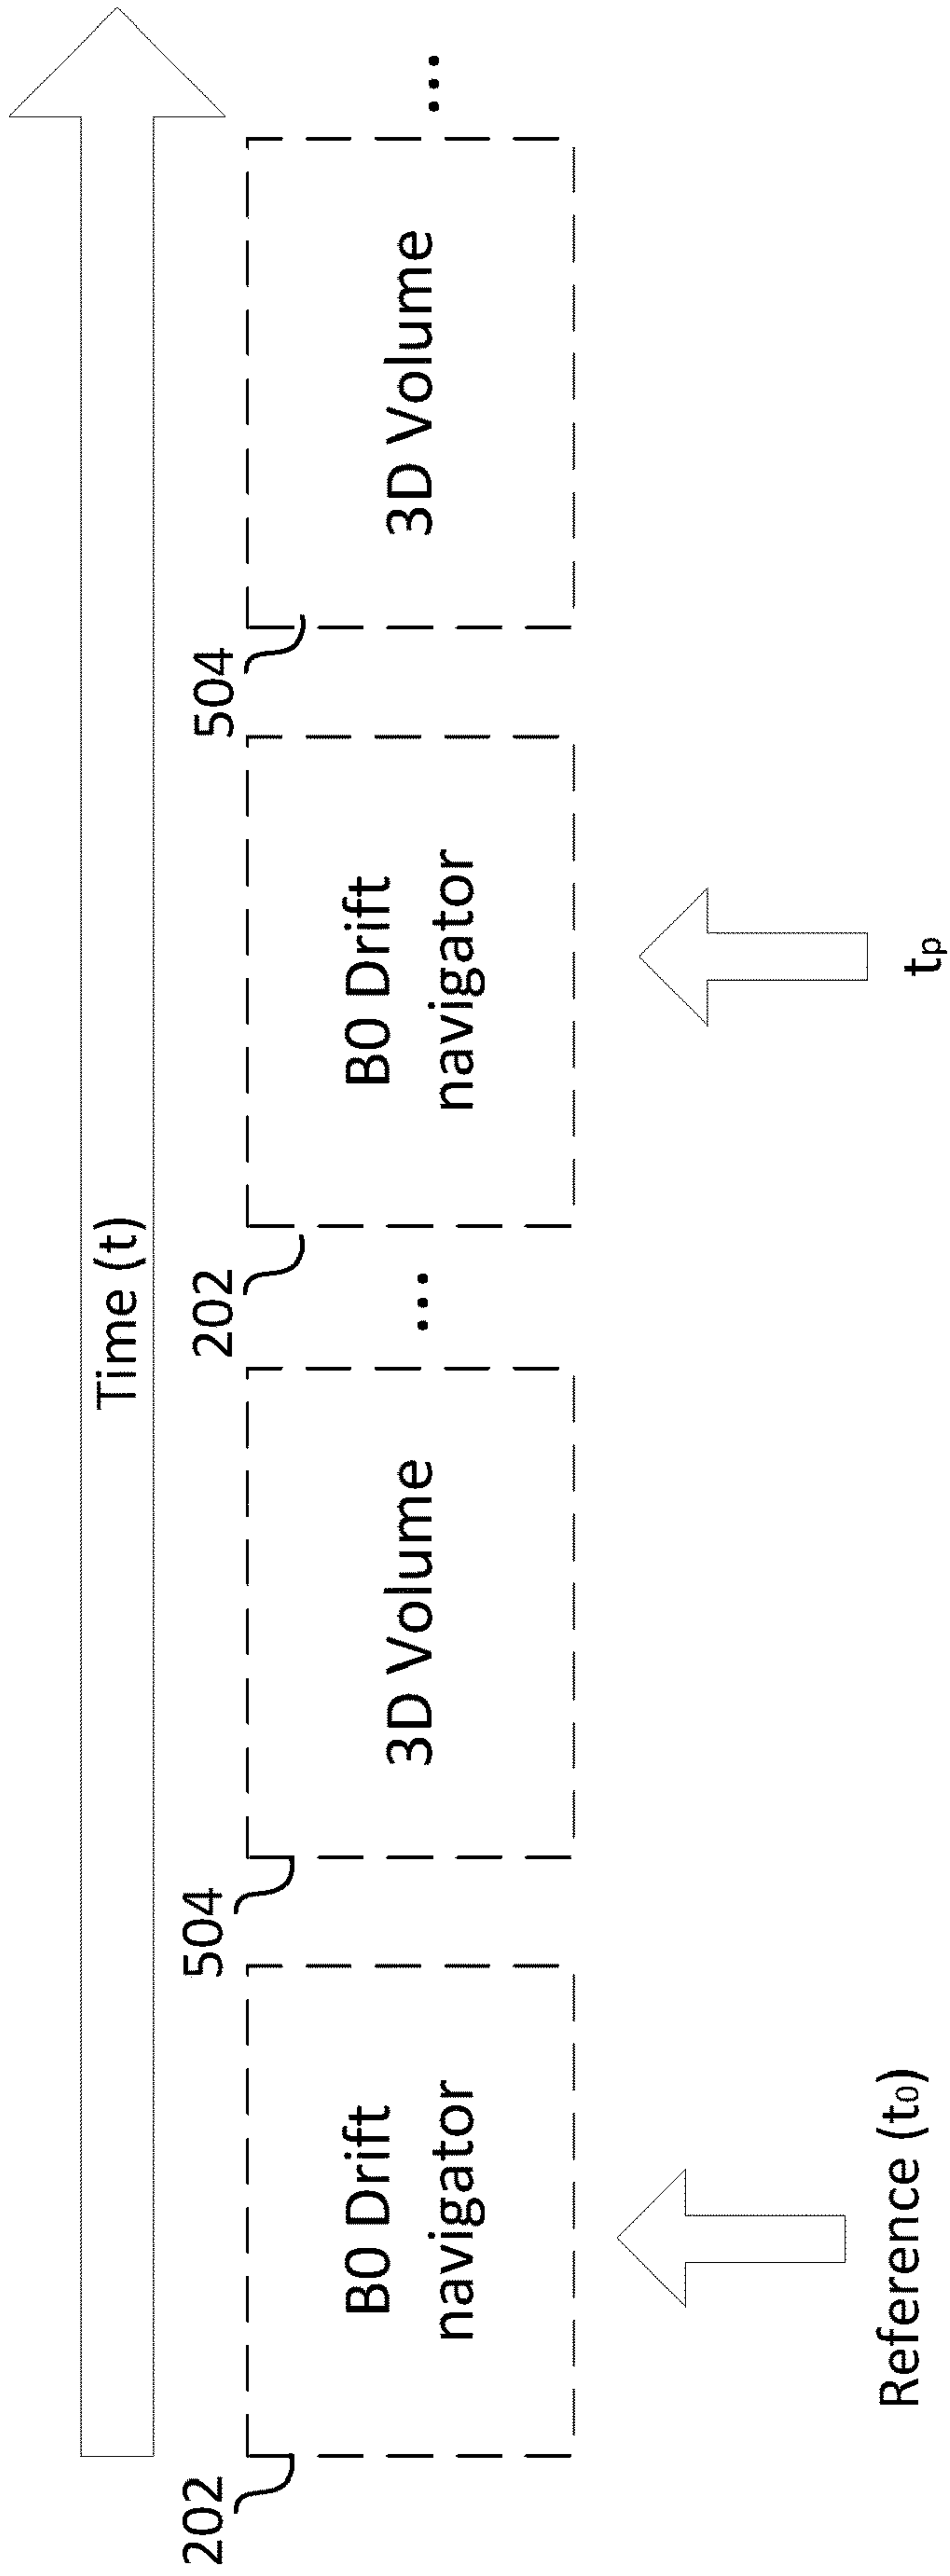 Time (t)
202
504
202
504
B0 Drift
navigator
3D Volume
...
B0 Drift
navigator
3D Volume
...
Reference (t0)
tp